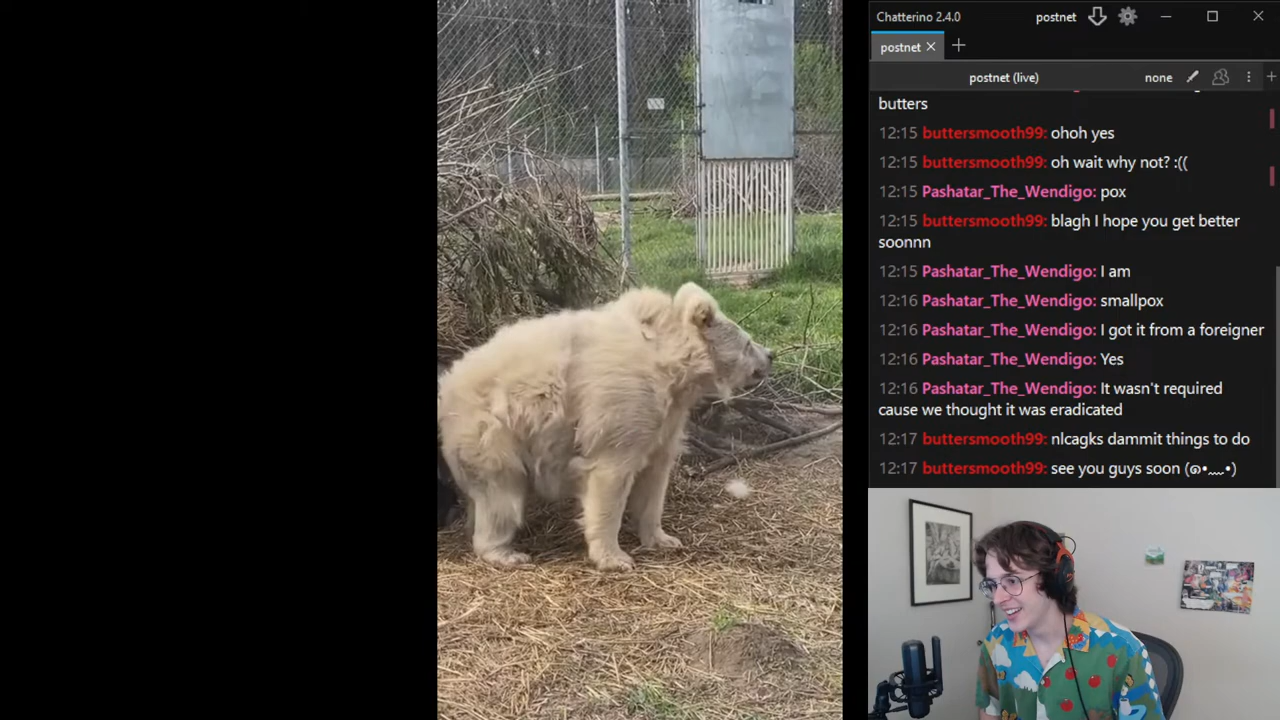 Chatterino 2.4.0
postnet
postnet
postnet (live)
none
butters
12:15 buttersmooth99: ohoh yes
12:15 buttersmooth99: oh wait why not? :((
12:15 Pashatar_The_Wendigo: pox
12:15 buttersmooth99: blagh I hope you get better
soonnn
12:15 Pashatar_The_Wendigo: I am
12:16 Pashatar_The_Wendigo: smallpox
12:16 Pashatar_The_Wendigo: I got it from a foreigner
12:16 Pashatar_The_Wendigo: Yes
12:16 Pashatar_The_Wendigo: It wasn't required
cause we thought it was eradicated
12:17 buttersmooth99: nlcagks dammit things to do
12:17 buttersmooth99: see you guys soon (๑•﹏•)